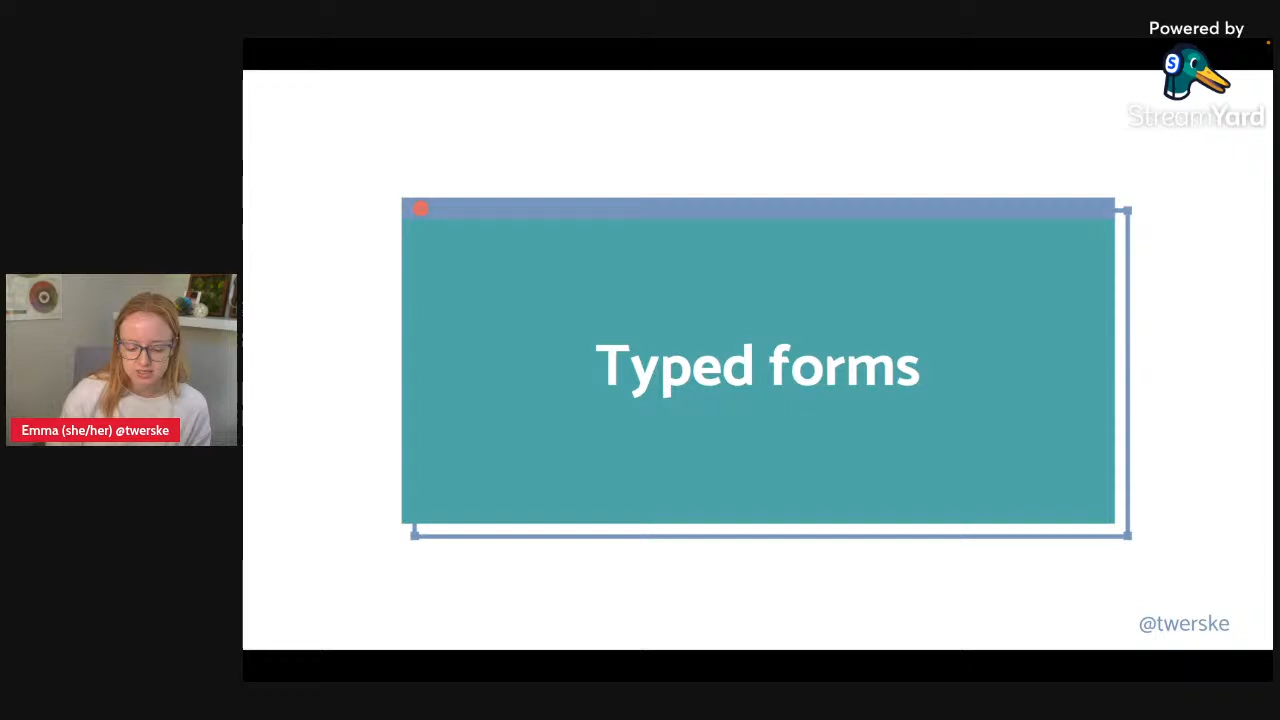 Powered by
S
StreamYard
Typed forms
Emma (she/her) @twerske
@twerske